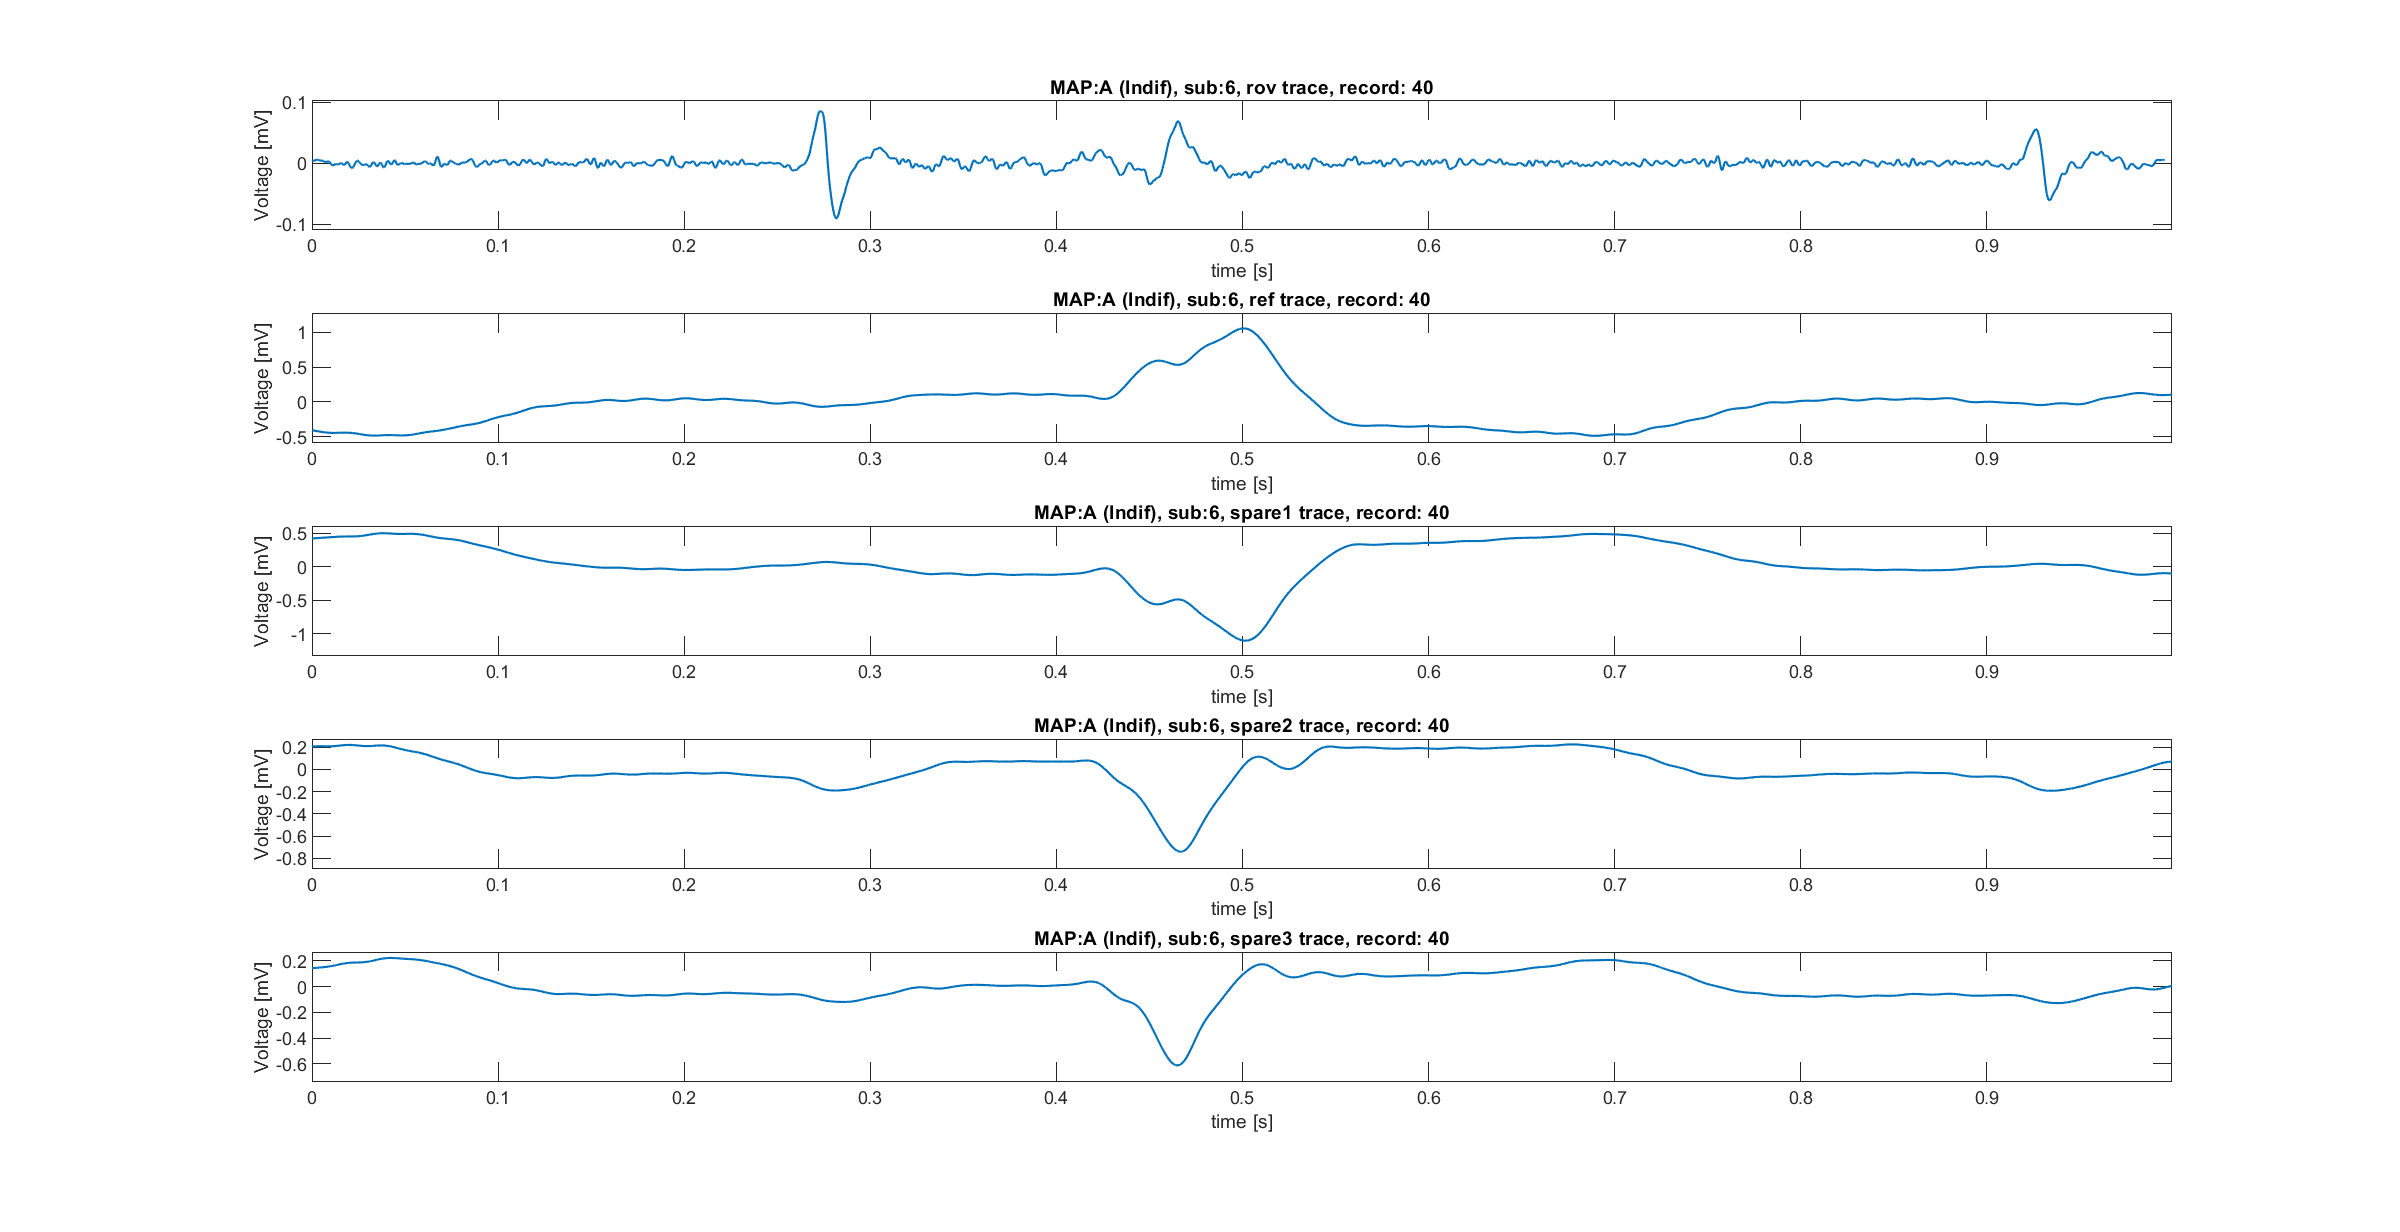 MAP:A (Indif), sub:6, rov trace, record: 40
Voltage [mV]
0.1
0
-0.1
0 0.1 0.2 0.3 0.4 0.5 0.6 0.7 0.8 0.9
time [s]
MAP:A (Indif), sub:6, ref trace, record: 40
Voltage [mV]
1
0.5
0
-0.5
0 0.1 0.2 0.3 0.4 0.5 0.6 0.7 0.8 0.9
time [s]
MAP:A (Indif), sub:6, spare1 trace, record: 40
Voltage [mV]
0.5
0
-0.5
-1
0 0.1 0.2 0.3 0.4 0.5 0.6 0.7 0.8 0.9
time [s]
MAP:A (Indif), sub:6, spare2 trace, record: 40
Voltage [mV]
0.2
0
-0.2
-0.4
-0.6
-0.8
0 0.1 0.2 0.3 0.4 0.5 0.6 0.7 0.8 0.9
time [s]
MAP:A (Indif), sub:6, spare3 trace, record: 40
Voltage [mV]
0.2
0
-0.2
-0.4
-0.6
0 0.1 0.2 0.3 0.4 0.5 0.6 0.7 0.8 0.9
time [s]